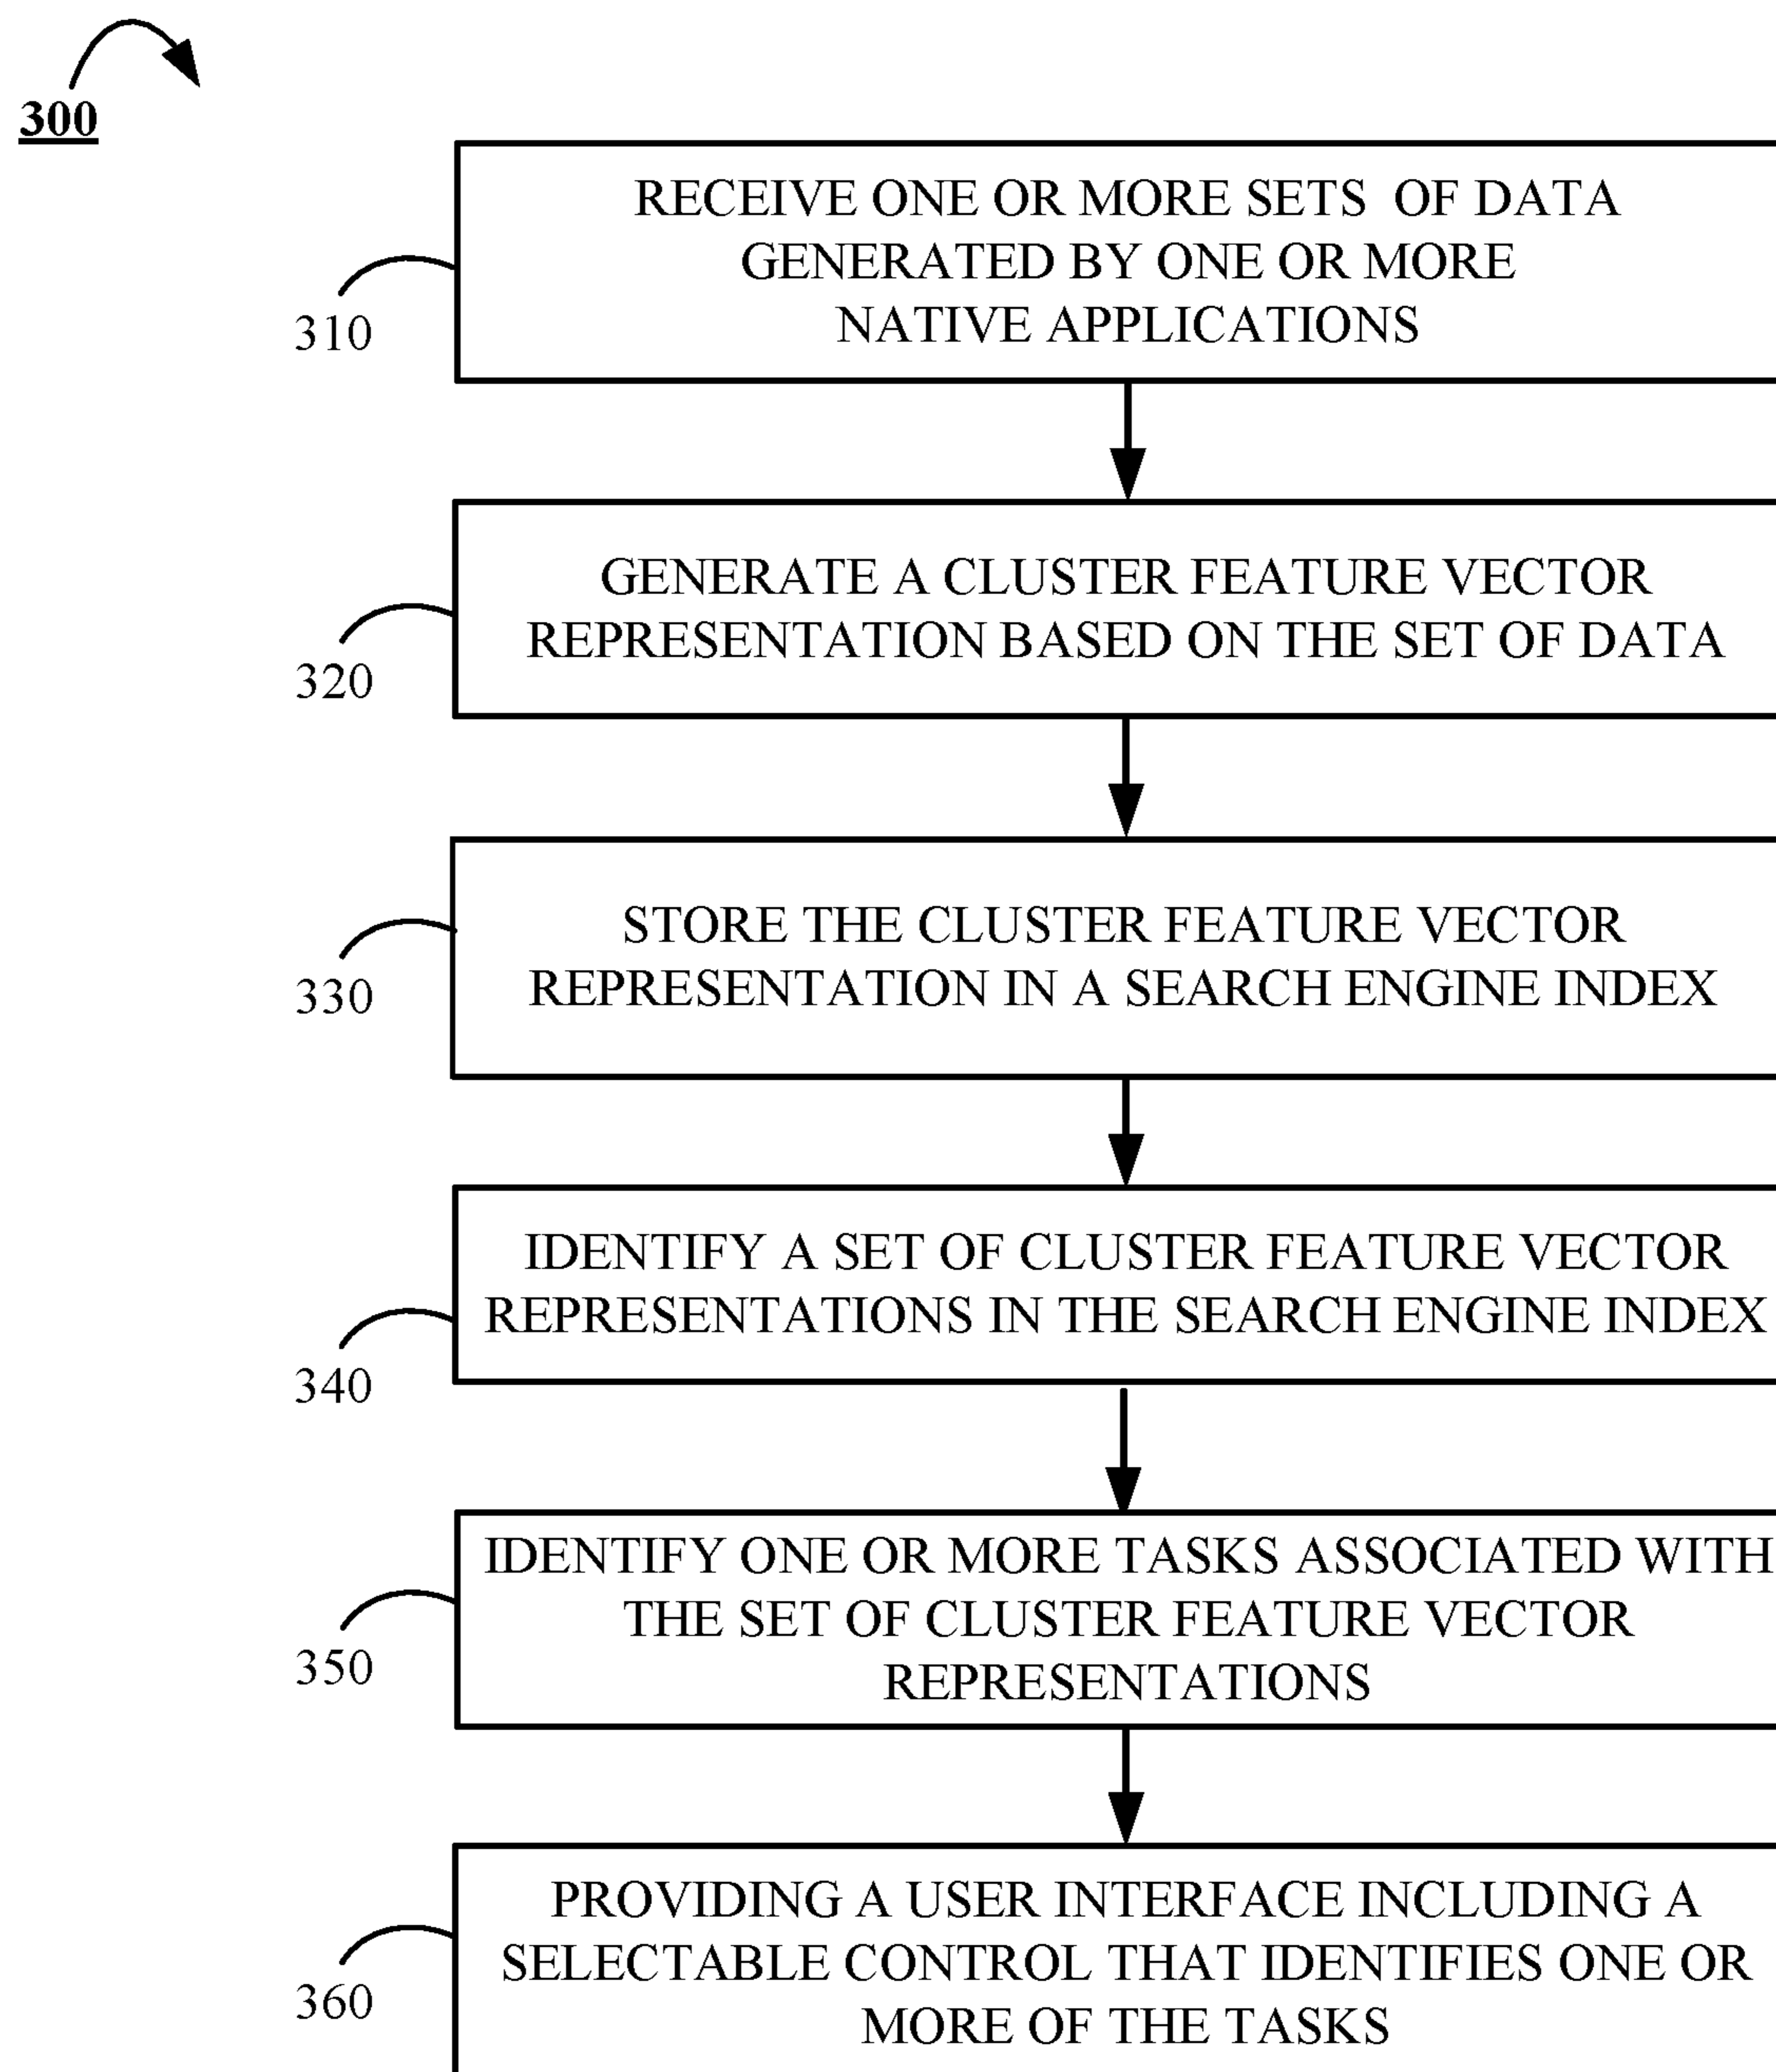 300
RECEIVE ONE OR MORE SETS OF DATA
GENERATED BY ONE OR MORE
NATIVE APPLICATIONS
310
GENERATE A CLUSTER FEATURE VECTOR
REPRESENTATION BASED ON THE SET OF DATA
320
STORE THE CLUSTER FEATURE VECTOR
REPRESENTATION IN A SEARCH ENGINE INDEX
330
IDENTIFY A SET OF CLUSTER FEATURE VECTOR
REPRESENTATIONS IN THE SEARCH ENGINE INDEX
340
IDENTIFY ONE OR MORE TASKS ASSOCIATED WITH
THE SET OF CLUSTER FEATURE VECTOR
REPRESENTATIONS
350
PROVIDING A USER INTERFACE INCLUDING A
SELECTABLE CONTROL THAT IDENTIFIES ONE OR
MORE OF THE TASKS
360